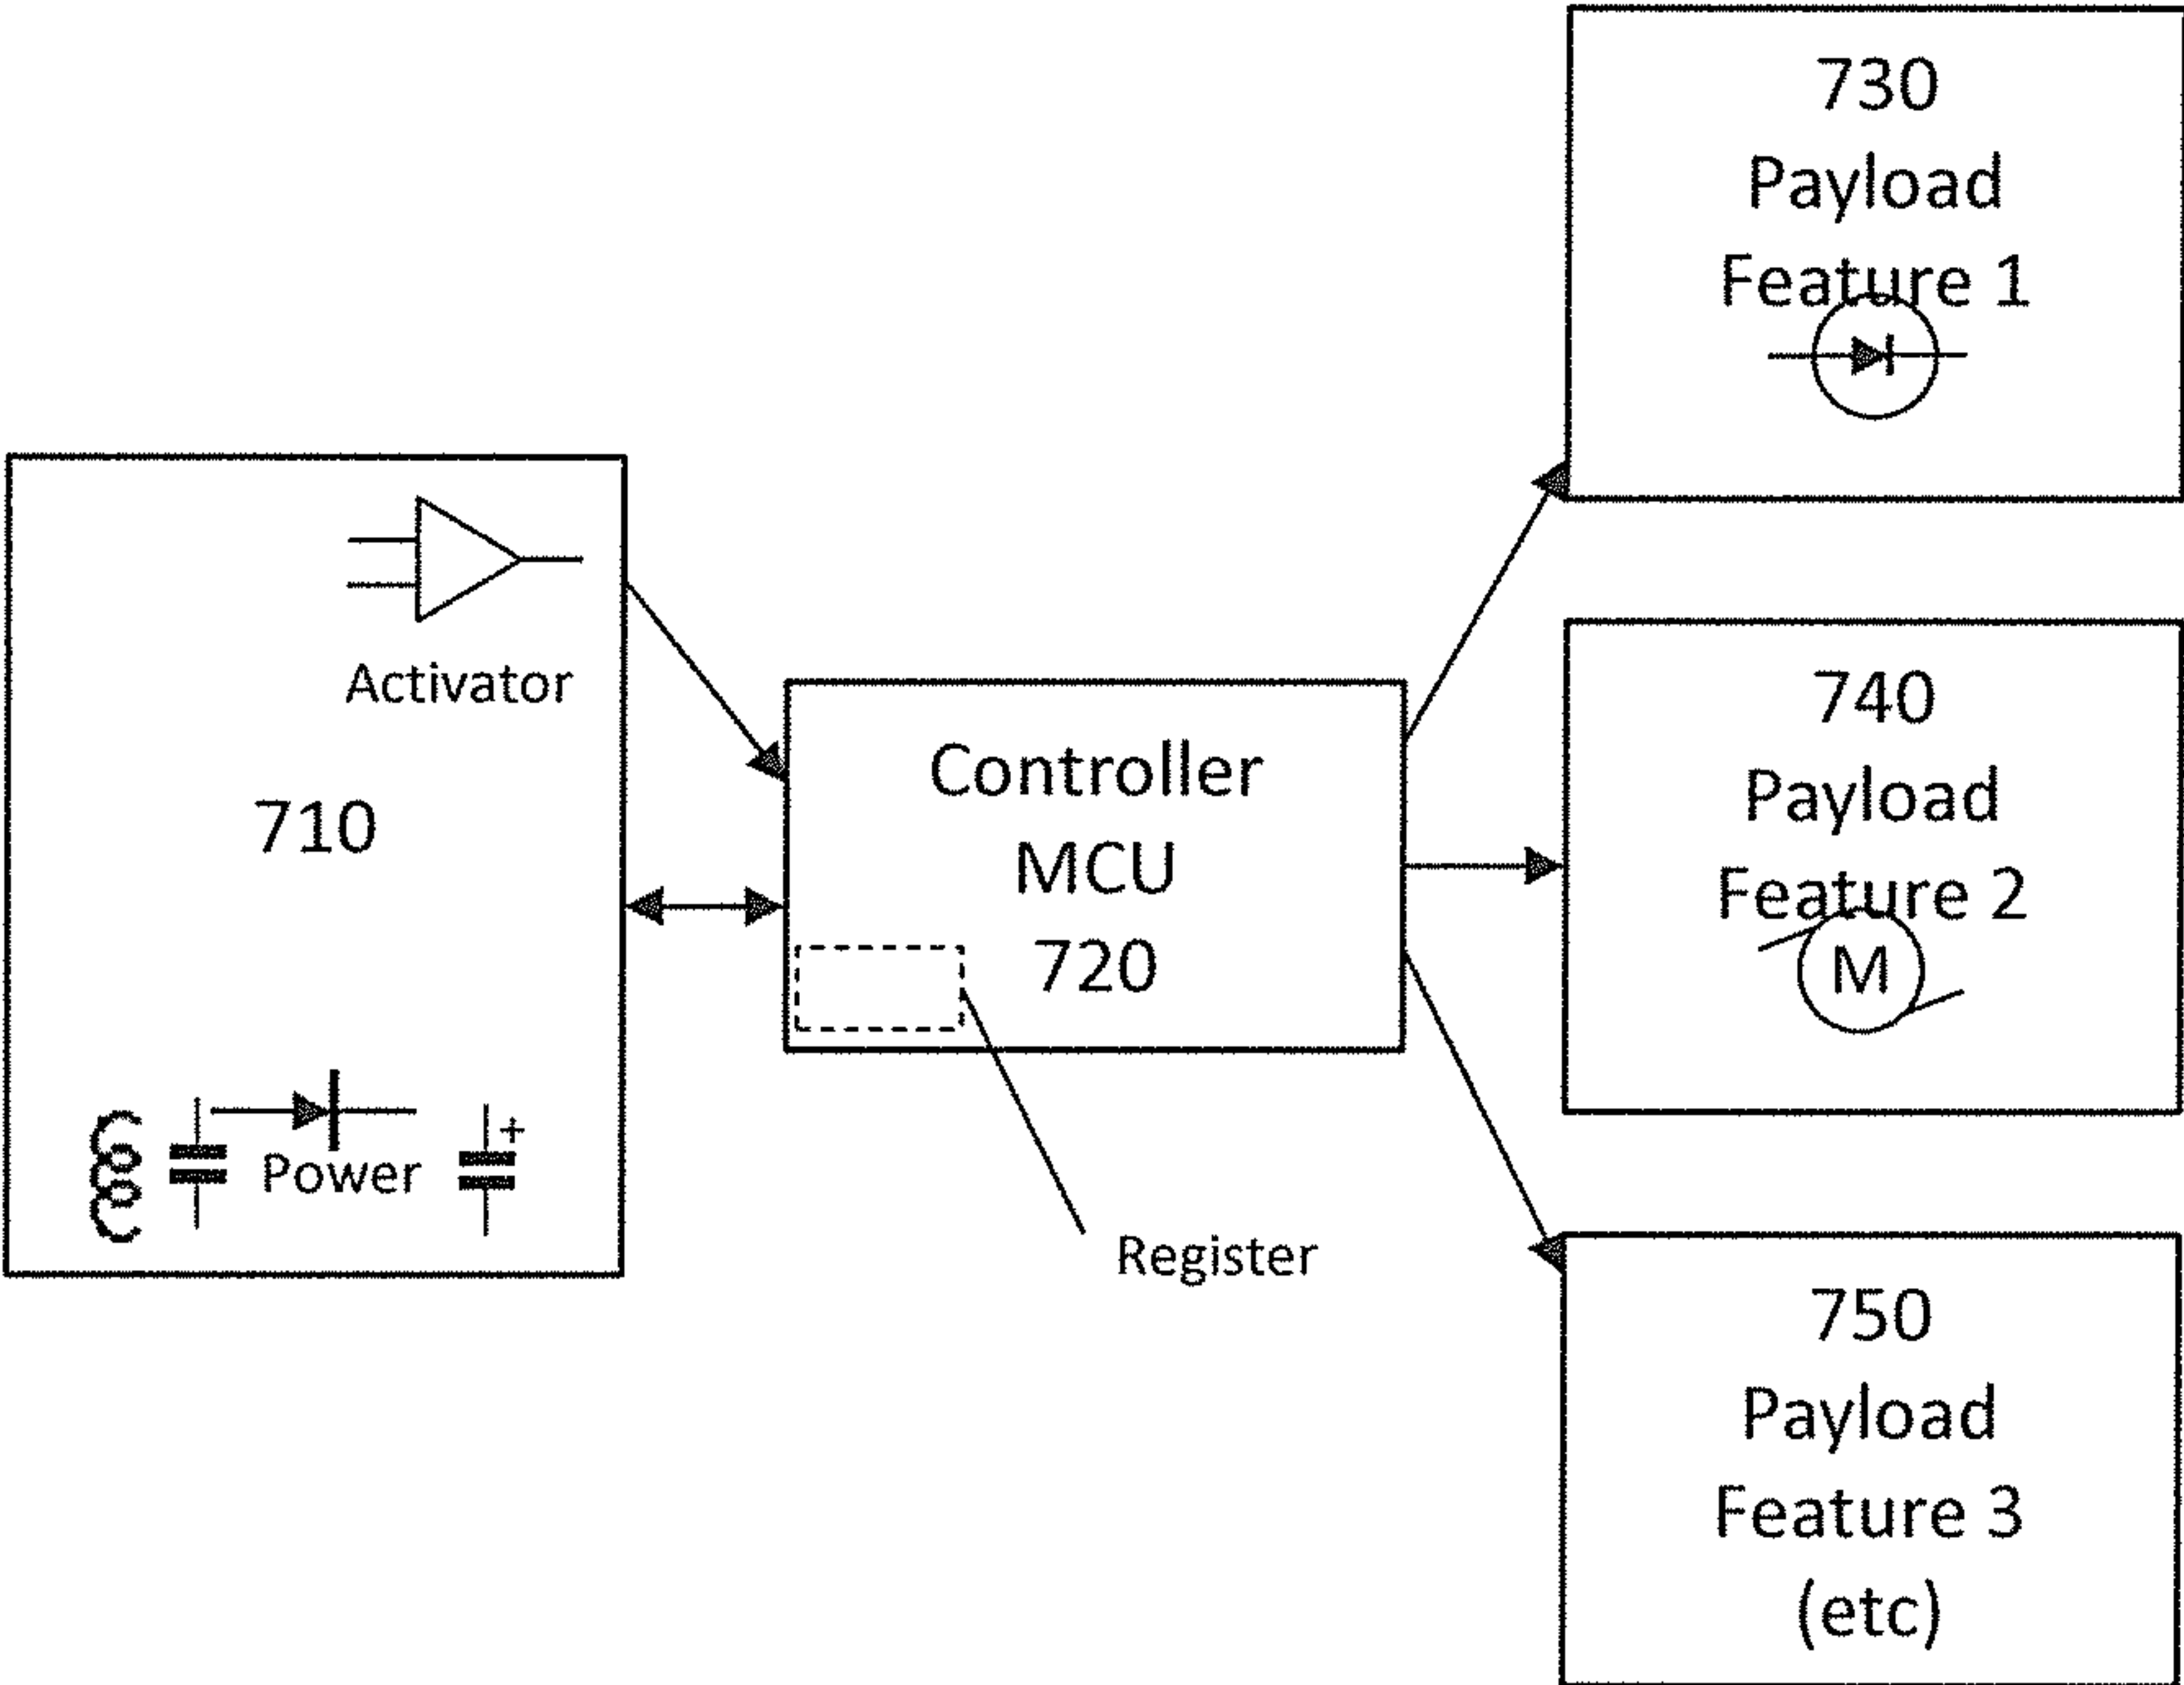 730
Payload
Feature 1
Activator
710
Power
+
Controller
MCU
720
Register
740
Payload
Feature 2
M
750
Payload
Feature 3
(etc)